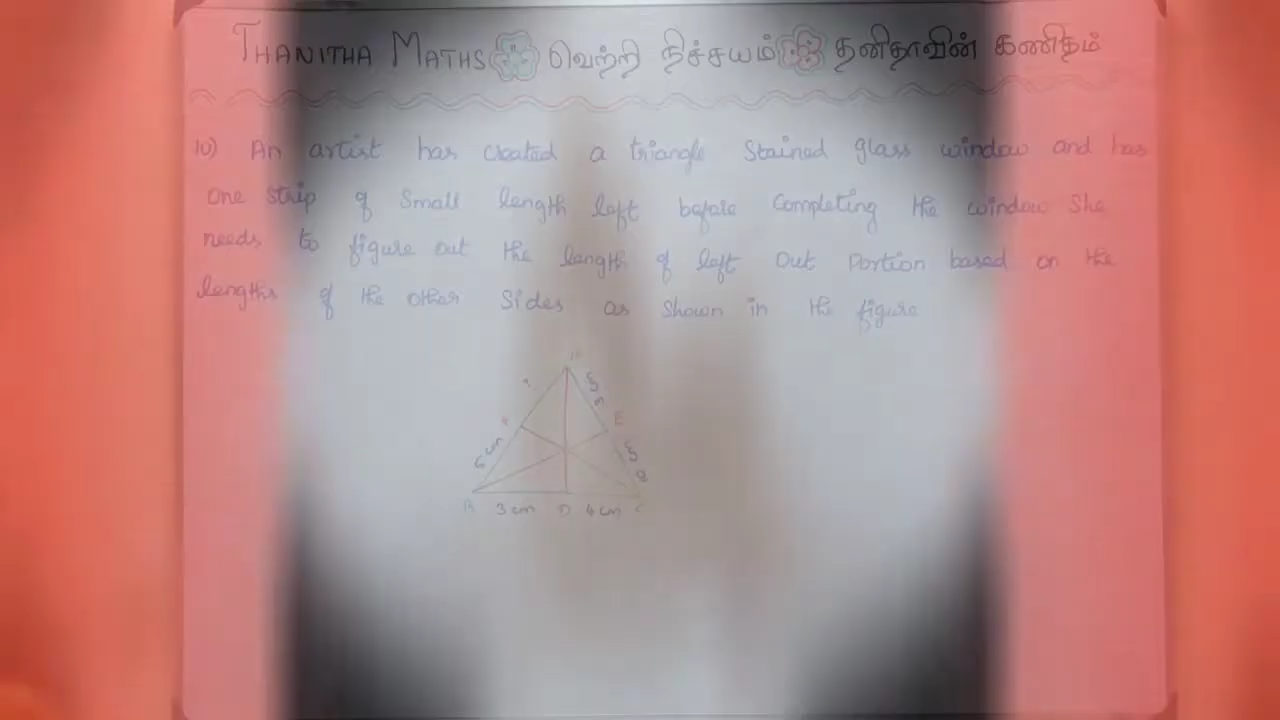 THANITHA MATHS வெற்றி நிச்சயம் தனிதாவின் கணிதம்
10) An artist has created a triangle Stained glass window and has
one strip of Small length left before Completing the window She
needs to figure out the length of left out Portion based on the
lengths of the other Sides as Shown in the figure
?
E
cm
B 3 cm D 4 cm C